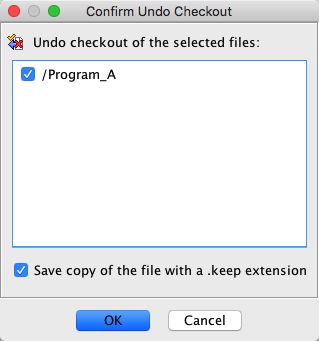 Confirm Undo Checkout
Undo checkout of the selected files:
/Program_A
Save copy of the file with a .keep extension
OK
Cancel